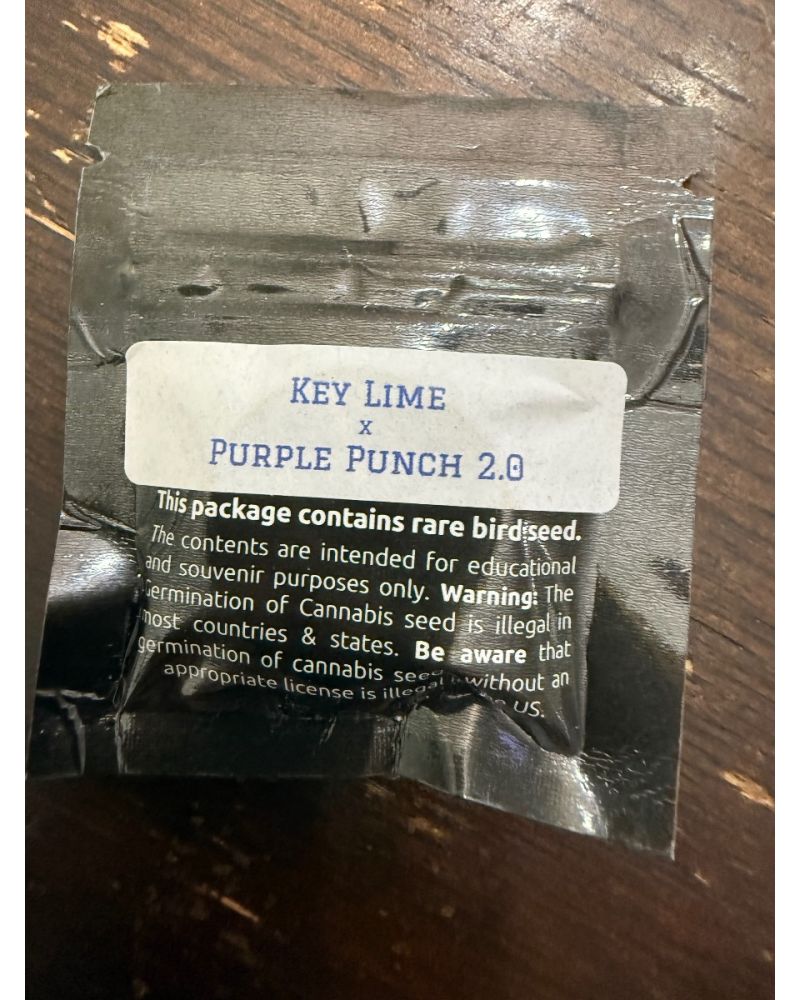 KEY LIME
X
PURPLE PUNCH 2.0
This package contains rare birdseed.
The contents are intended for educational
and souvenir purposes only. Warning: The
Germination of Cannabis seed is illegal in
most countries & states. Be aware that
germination of cannabis seed without an
appropriate license is illegal US.